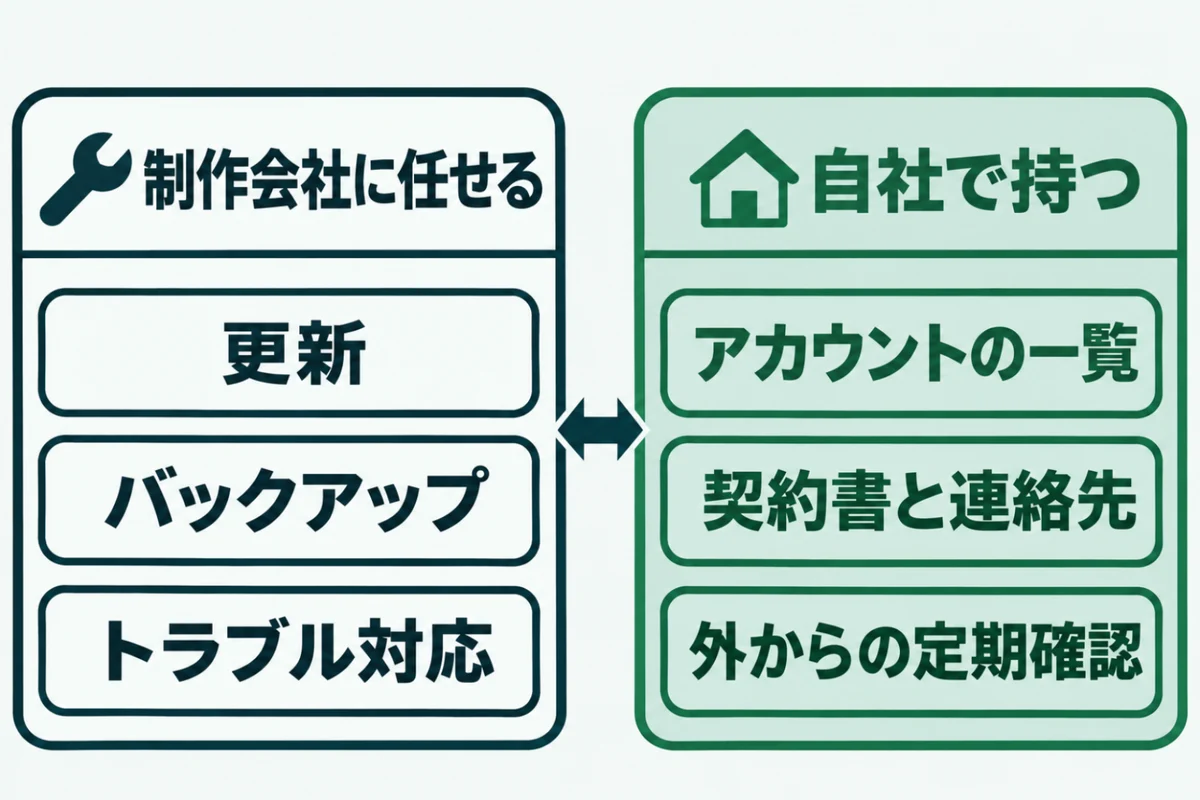 制作会社に任せる
更新
バックアップ
トラブル対応
自社で持つ
アカウントの一覧
契約書と連絡先
外からの定期確認